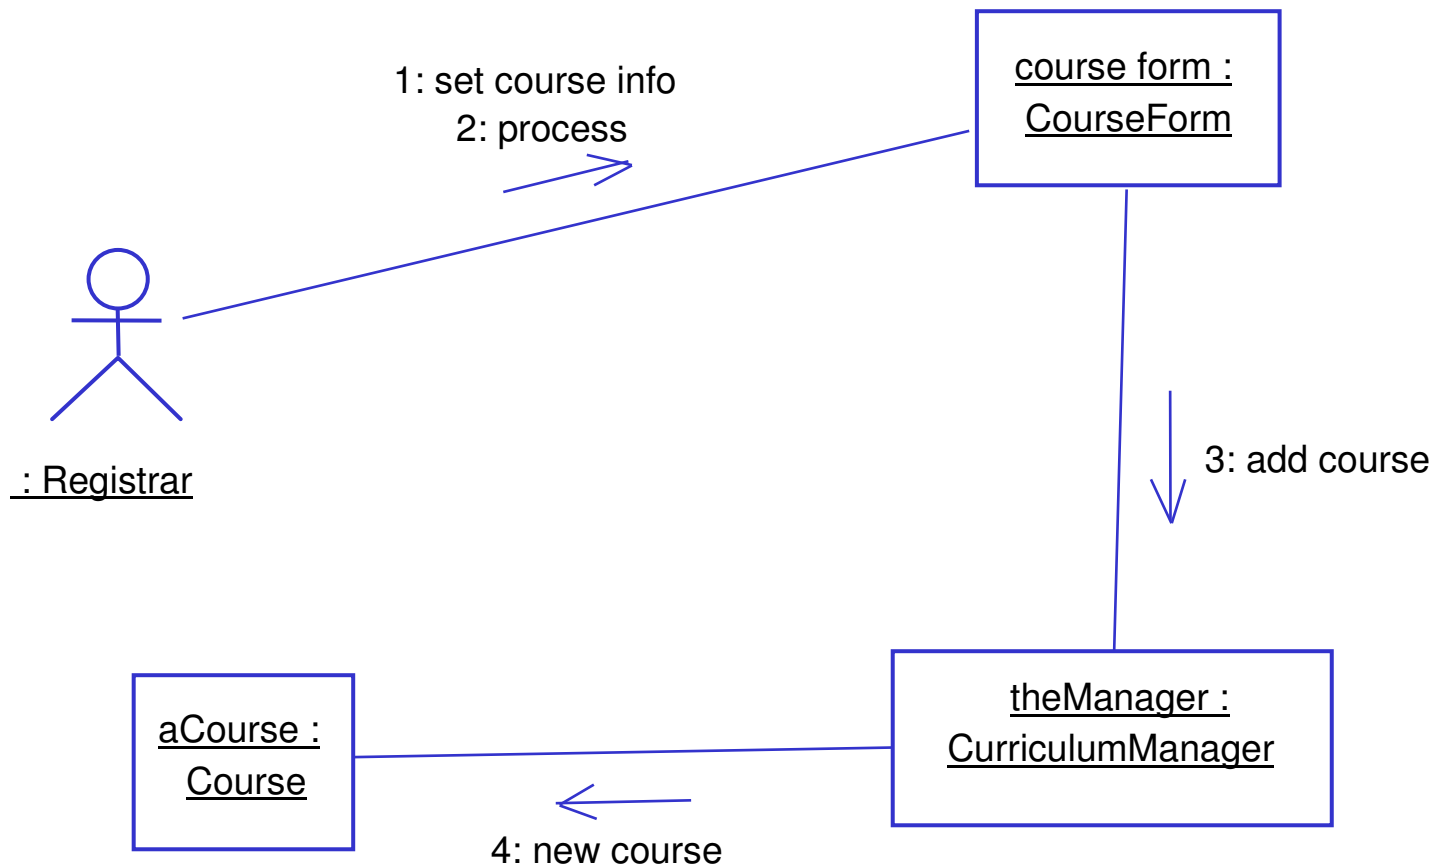 1: set course info
2: process
course form :
CourseForm
: Registrar
3: add course
theManager :
CurriculumManager
aCourse :
Course
4: new course